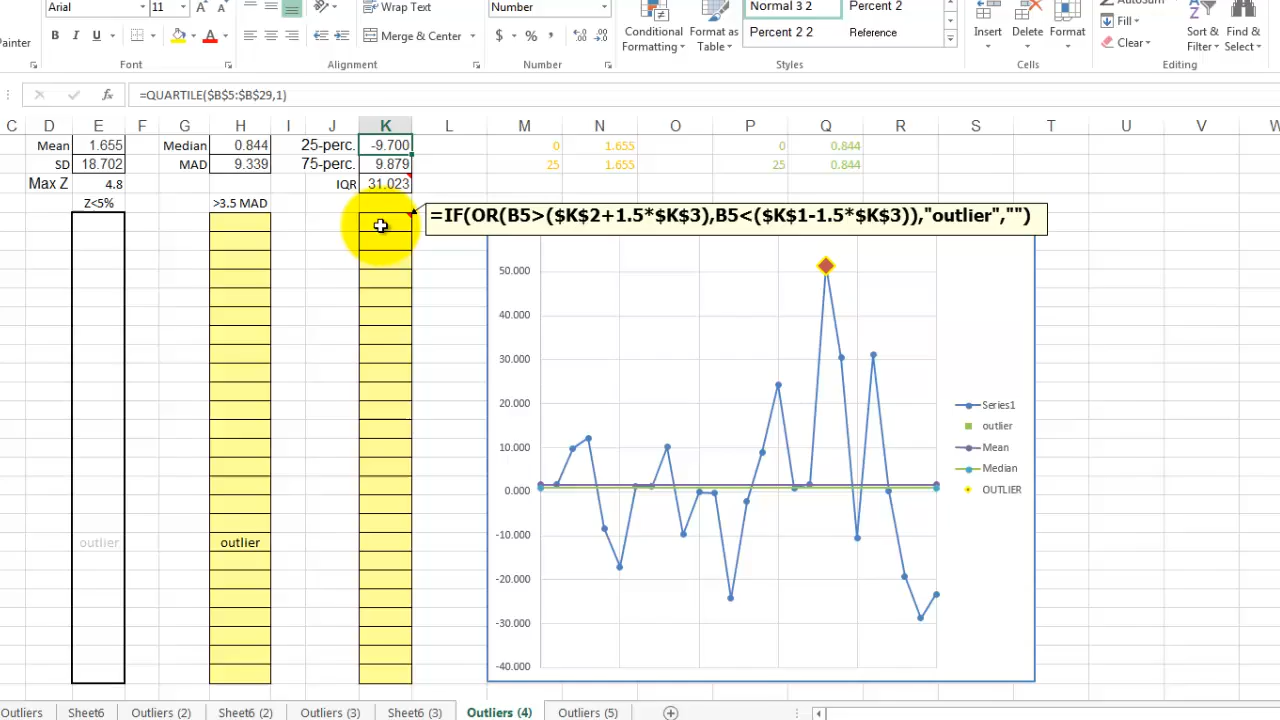 Arial 11 A A Wrap Text Number Normal 3 2 Percent 2 AutoSum
Painter B I U A Merge & Center $ % , Conditional Formatting Format as Table Percent 2 2 Reference Insert Delete Format Fill Clear Sort & Filter Find & Select
Font Alignment Number Styles Cells Editing
fx =QUARTILE($B$5:$B$29,1)
C D E F G H I J K L M N O P Q R S T U V W
Mean 1.655 Median 0.844 25-perc. -9.700 0 1.655 0 0.844
SD 18.702 MAD 9.339 75-perc. 9.879 25 1.655 25 0.844
Max Z 4.8 IQR 31.023
Z<5% >3.5 MAD
=IF(OR(B5>($K$2+1.5*$K$3),B5<($K$1-1.5*$K$3)),"outlier","")
50.000
40.000
30.000
20.000
10.000
0.000
-10.000
-20.000
-30.000
-40.000
Series1
outlier
Mean
Median
OUTLIER
outlier outlier
Outliers Sheet6 Outliers (2) Sheet6 (2) Outliers (3) Sheet6 (3) Outliers (4) Outliers (5)